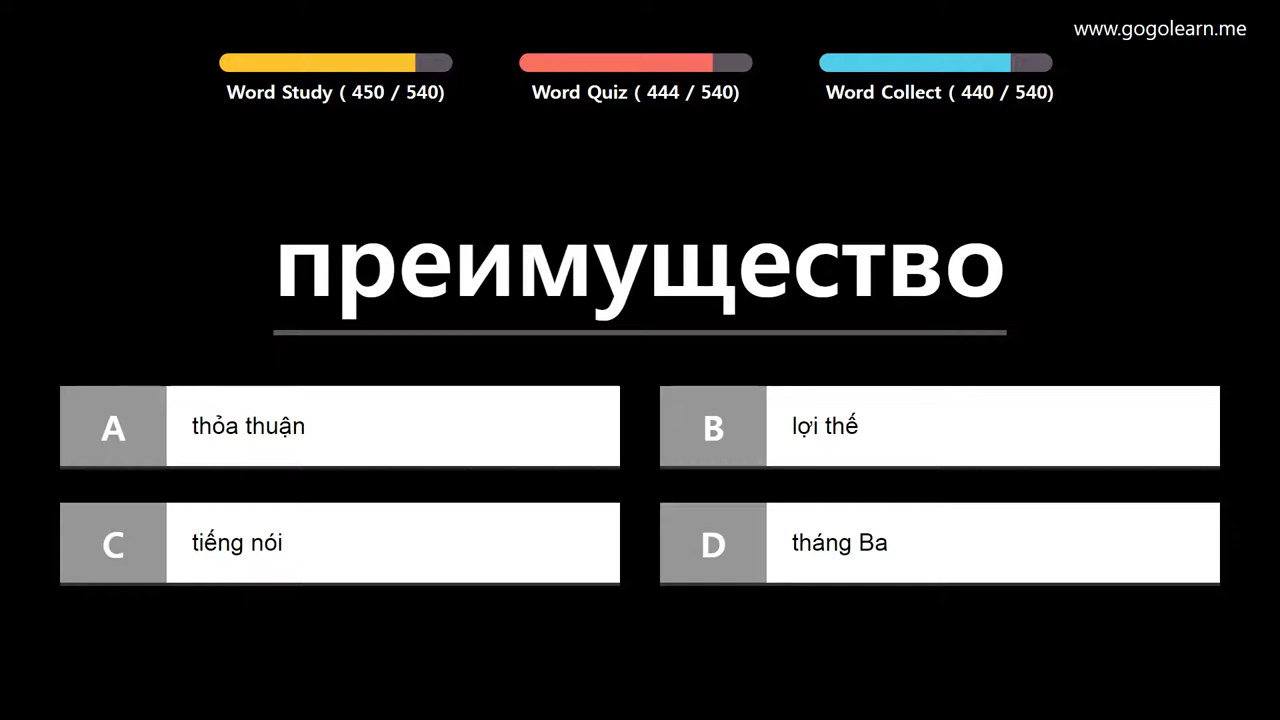 www.gogolearn.me
Word Study ( 450 / 540)
Word Quiz ( 444 / 540)
Word Collect ( 440 / 540)
преимущество
A
thỏa thuận
B
lợi thế
C
tiếng nói
D
tháng Ba